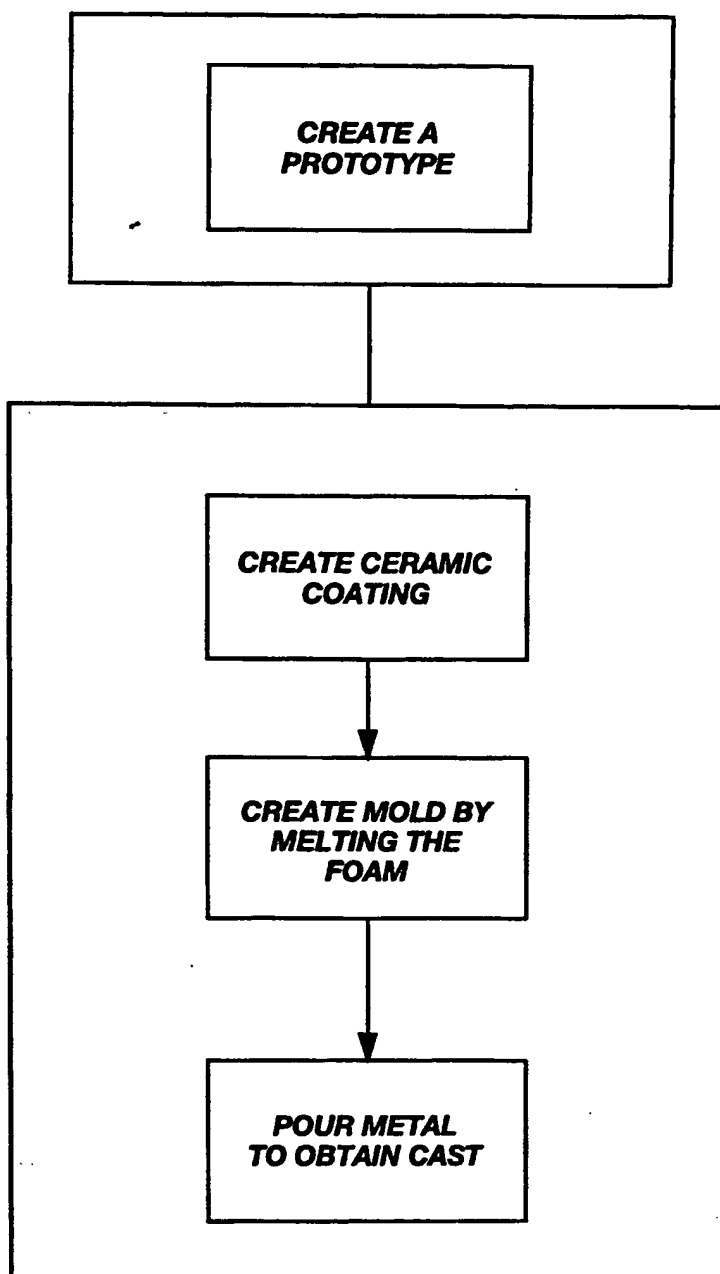 CREATE A
PROTOTYPE
CREATE CERAMIC
COATING
CREATE MOLD BY
MELTING THE
FOAM
POUR METAL
TO OBTAIN CAST